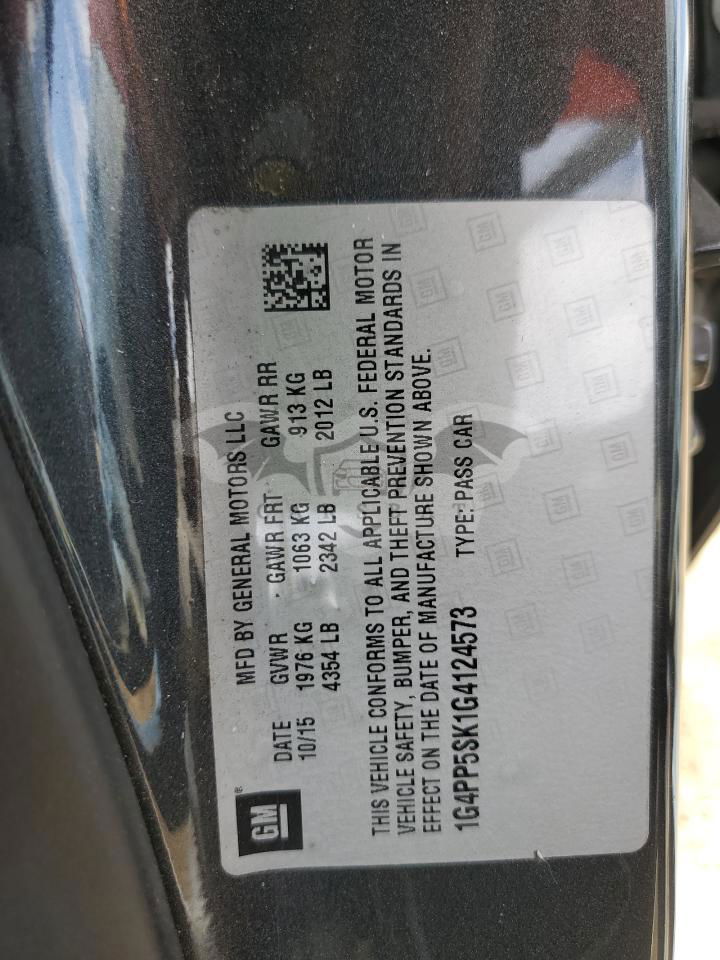 GM®
MFD BY GENERAL MOTORS LLC
DATE GVWR GAWR FRT GAWR RR
10/15 1976 KG 1063 KG 913 KG
4354 LB 2342 LB 2012 LB
THIS VEHICLE CONFORMS TO ALL APPLICABLE U.S. FEDERAL MOTOR
VEHICLE SAFETY, BUMPER, AND THEFT PREVENTION STANDARDS IN
EFFECT ON THE DATE OF MANUFACTURE SHOWN ABOVE.
1G4PP5SK1G4124573 TYPE: PASS CAR